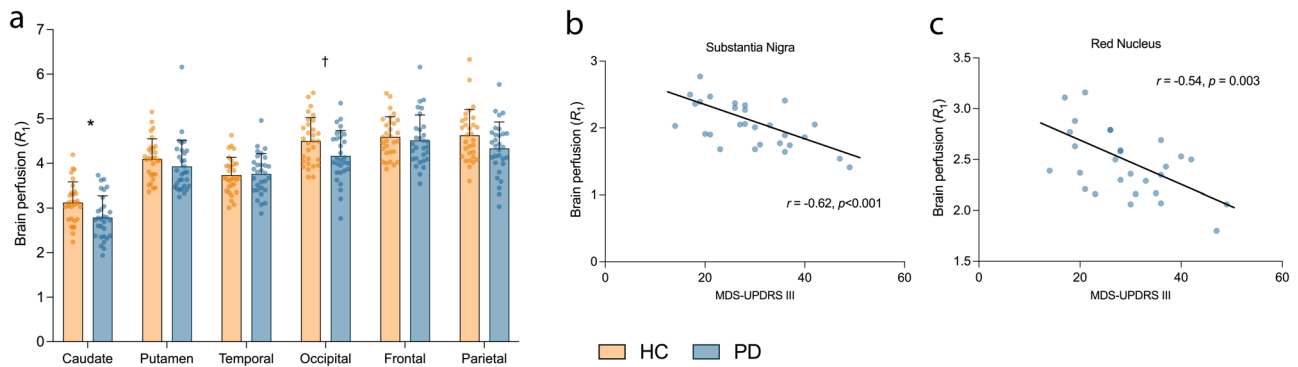 a
Brain perfusion (R1)
7
6
5
4
3
2
1
0
*
†
Caudate Putamen Temporal Occipital Frontal Parietal
b
Substantia Nigra
Brain perfusion (R1)
3
2
1
0
r = -0.62, p<0.001
0 20 40 60
MDS-UPDRS III
c
Red Nucleus
Brain perfusion (R1)
3.5
3.0
2.5
2.0
1.5
r = -0.54, p = 0.003
0 20 40 60
MDS-UPDRS III
HC PD